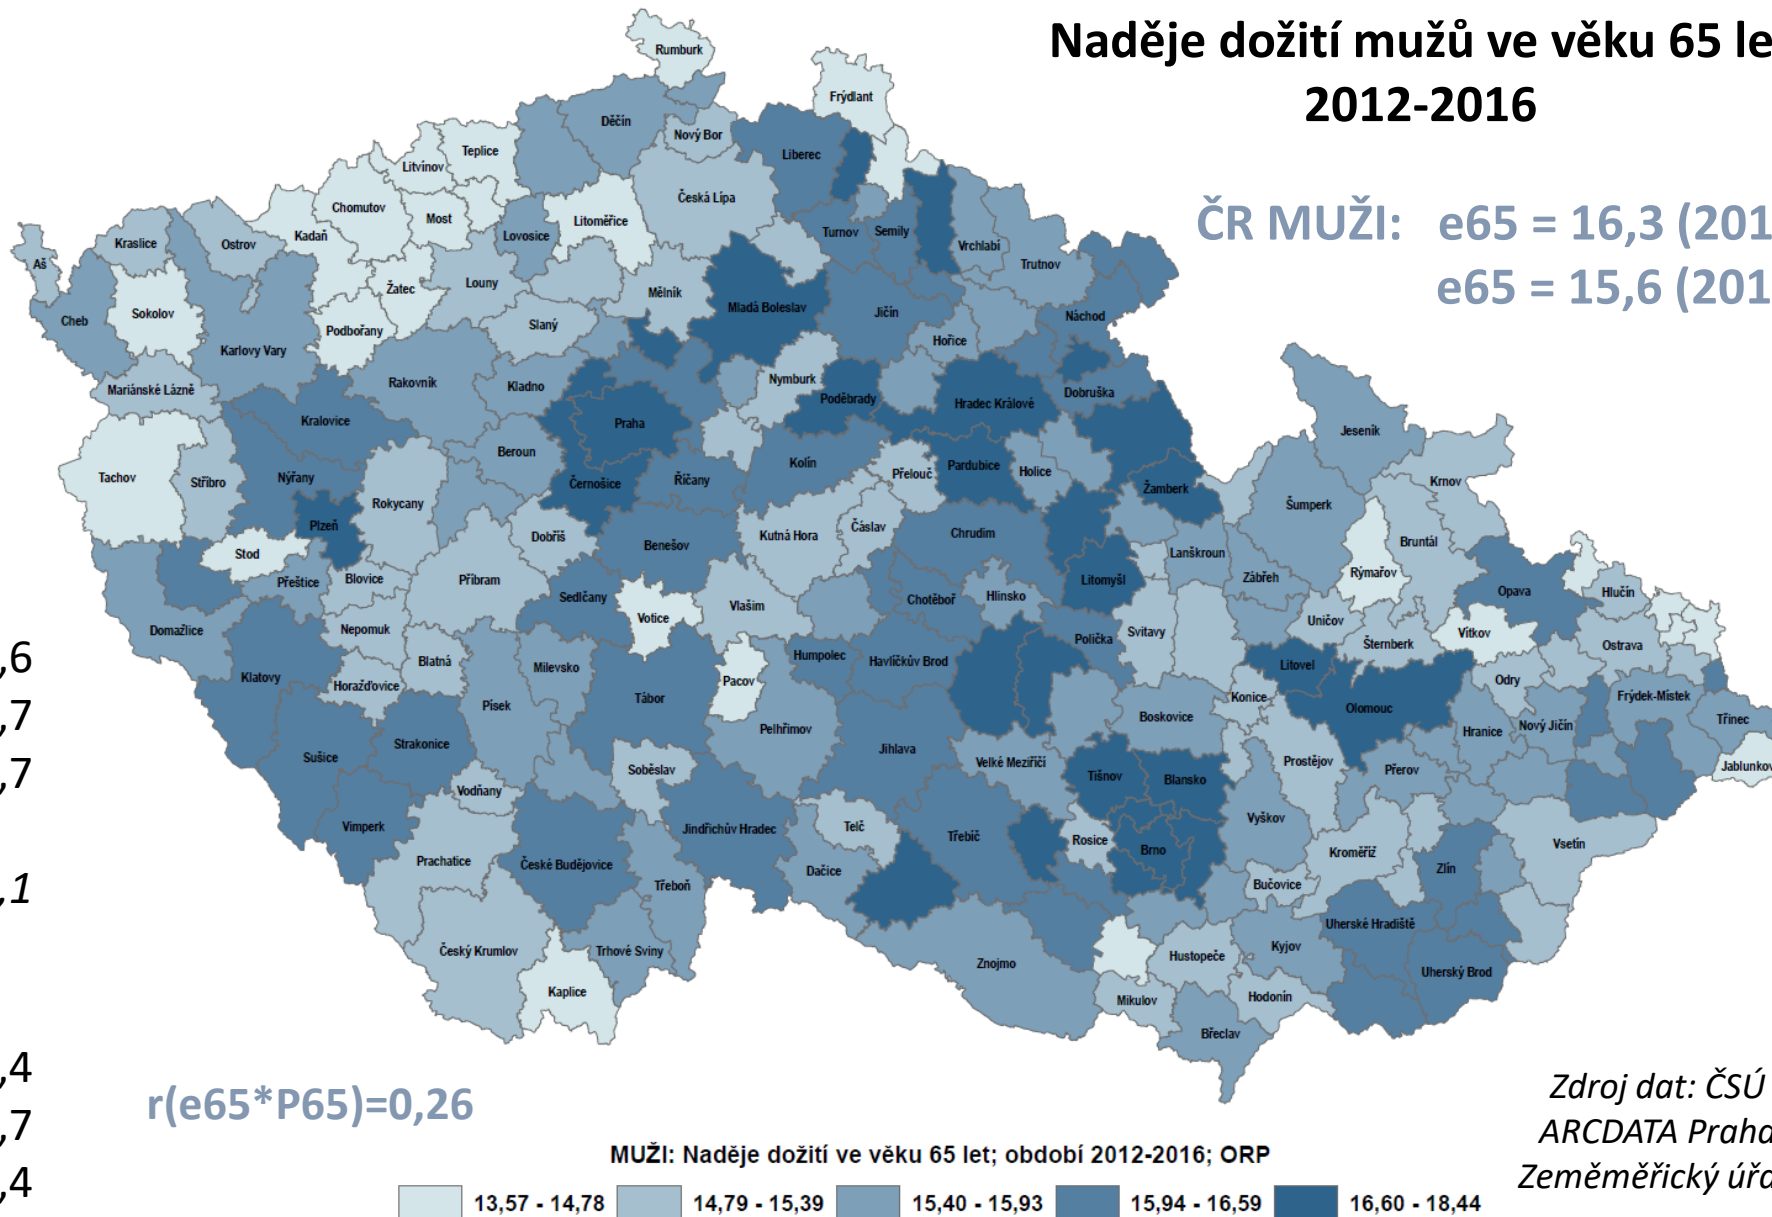 Naděje dožití mužů ve věku 65 le
2012-2016
ČR MUŽI: e65 = 16,3 (201
e65 = 15,6 (201
Rumburk
Frýdlant
Děčín
Nový Bor
Liberec
Teplice
Litvínov
Česká Lípa
Chomutov
Most
Litoměřice
Kadaň
Lovosice
Turnov
Semily
Vrchlabí
Trutnov
Kraslice
Ostrov
Aš
Žatec
Louny
Mělník
Mladá Boleslav
Jičín
Náchod
Sokolov
Cheb
Podbořany
Slaný
Hořice
Karlovy Vary
Mariánské Lázně
Rakovník
Kladno
Nymburk
Poděbrady
Hradec Králové
Dobruška
Kralovice
Praha
Jeseník
Beroun
Kolín
Přelouč
Pardubice
Holice
Tachov
Stříbro
Nýřany
Rokycany
Černošice
Říčany
Žamberk
Šumperk
Krnov
Plzeň
Dobříš
Benešov
Kutná Hora
Čáslav
Chrudim
Lanškroun
Bruntál
Stod
Přeštice
Blovice
Příbram
Sedlčany
Votice
Vlašim
Chotěboř
Hlinsko
Litomyšl
Zábřeh
Rýmařov
Opava
Hlučín
Domažlice
Nepomuk
Svitavy
Uničov
Šternberk
Vítkov
Ostrava
Klatovy
Horažďovice
Blatná
Milevsko
Tábor
Pacov
Humpolec
Havlíčkův Brod
Polička
Litovel
Konice
Olomouc
Odry
Frýdek-Místek
Sušice
Strakonice
Písek
Pelhřimov
Jihlava
Velké Meziříčí
Boskovice
Prostějov
Přerov
Hranice
Nový Jičín
Třinec
Jablunkov
Vodňany
Soběslav
Tišnov
Blansko
Vimperk
Prachatice
České Budějovice
Jindřichův Hradec
Telč
Třebíč
Rosice
Brno
Vyškov
Kroměříž
Vsetín
Třeboň
Dačice
Bučovice
Zlín
Český Krumlov
Trhové Sviny
Znojmo
Hustopeče
Kyjov
Uherské Hradiště
Uherský Brod
Kaplice
Mikulov
Hodonín
Břeclav
,6
,7
,7
,1
,4
,7
,4
r(e65*P65)=0,26
Zdroj dat: ČSÚ
ARCDATA Praha
Zeměměřický úřa
MUŽI: Naděje dožití ve věku 65 let; období 2012-2016; ORP
13,57 - 14,78 14,79 - 15,39 15,40 - 15,93 15,94 - 16,59 16,60 - 18,44